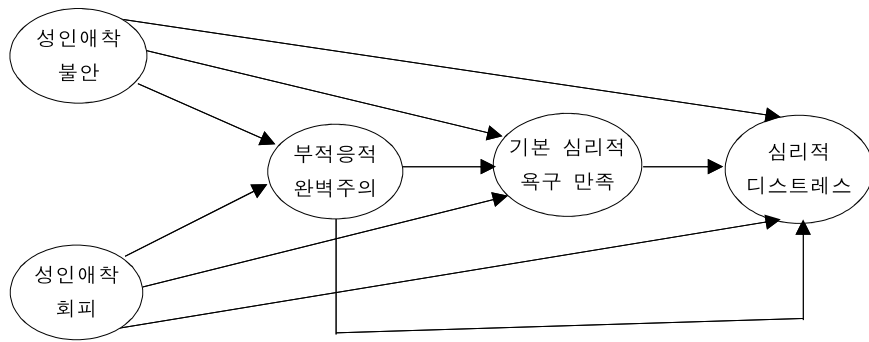 성인애착
불안
부적응적
완벽주의
기본 심리적
욕구 만족
심리적
디스트레스
성인애착
회피